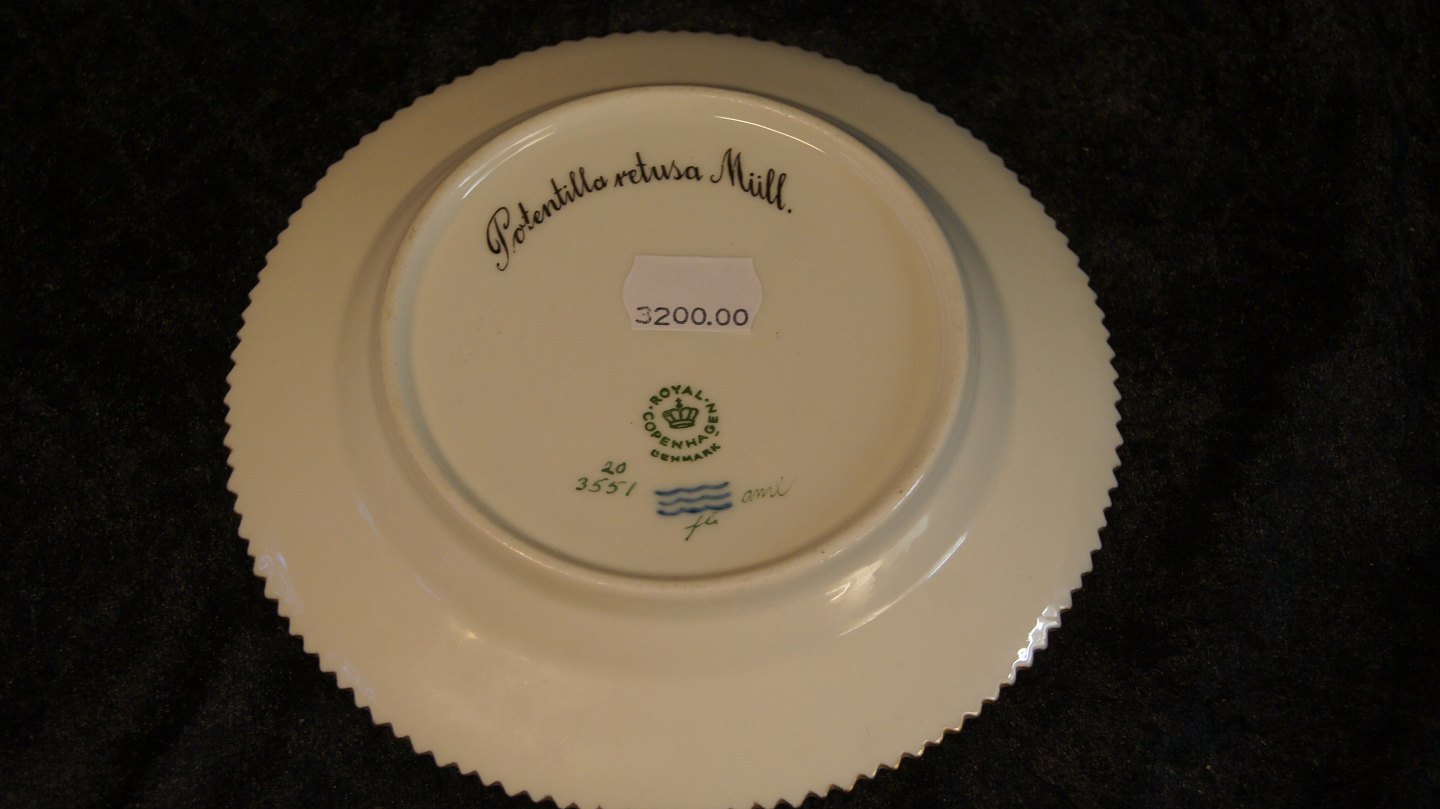 Potentilla retusa Müll.
3200.00
ROYAL
COPENHAGEN
DENMARK
20
3551